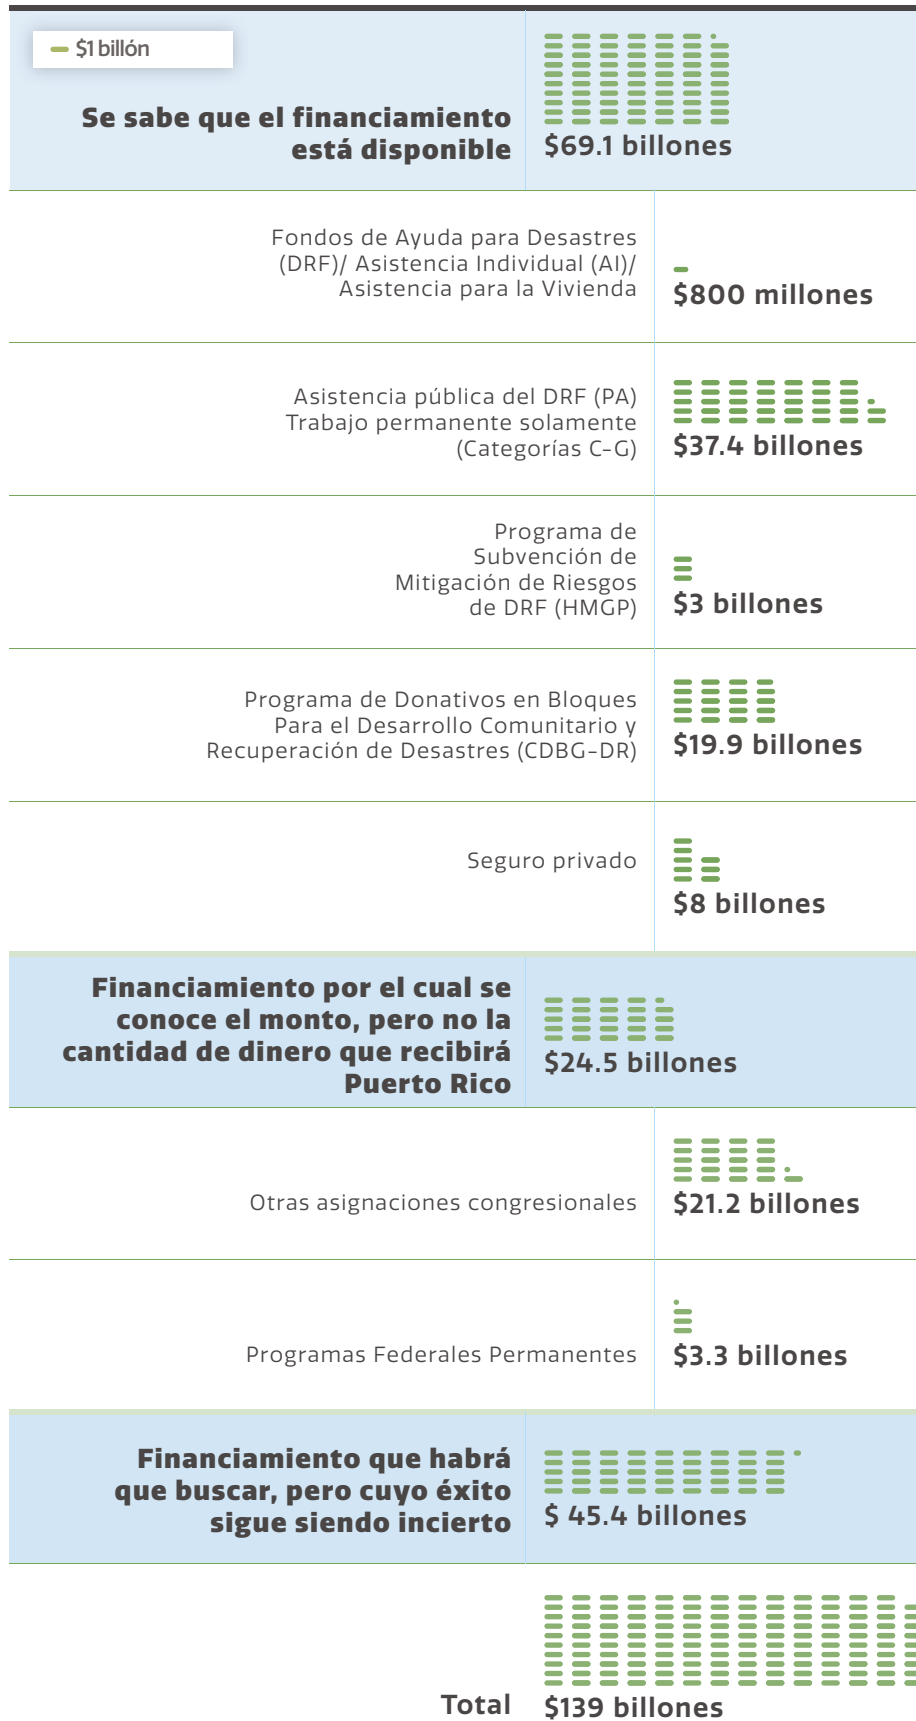 $1 billón
Se sabe que el financiamiento
está disponible
$69.1 billones
Fondos de Ayuda para Desastres
(DRF)/ Asistencia Individual (AI)/
Asistencia para la Vivienda
$800 millones
Asistencia pública del DRF (PA)
Trabajo permanente solamente
(Categorías C-G)
$37.4 billones
Programa de
Subvención de
Mitigación de Riesgos
de DRF (HMGP)
$3 billones
Programa de Donativos en Bloques
Para el Desarrollo Comunitario y
Recuperación de Desastres (CDBG-DR)
$19.9 billones
Seguro privado
$8 billones
Financiamiento por el cual se
conoce el monto, pero no la
cantidad de dinero que recibirá
Puerto Rico
$24.5 billones
Otras asignaciones congresionales
$21.2 billones
Programas Federales Permanentes
$3.3 billones
Financiamiento que habrá
que buscar, pero cuyo éxito
sigue siendo incierto
$ 45.4 billones
Total
$139 billones